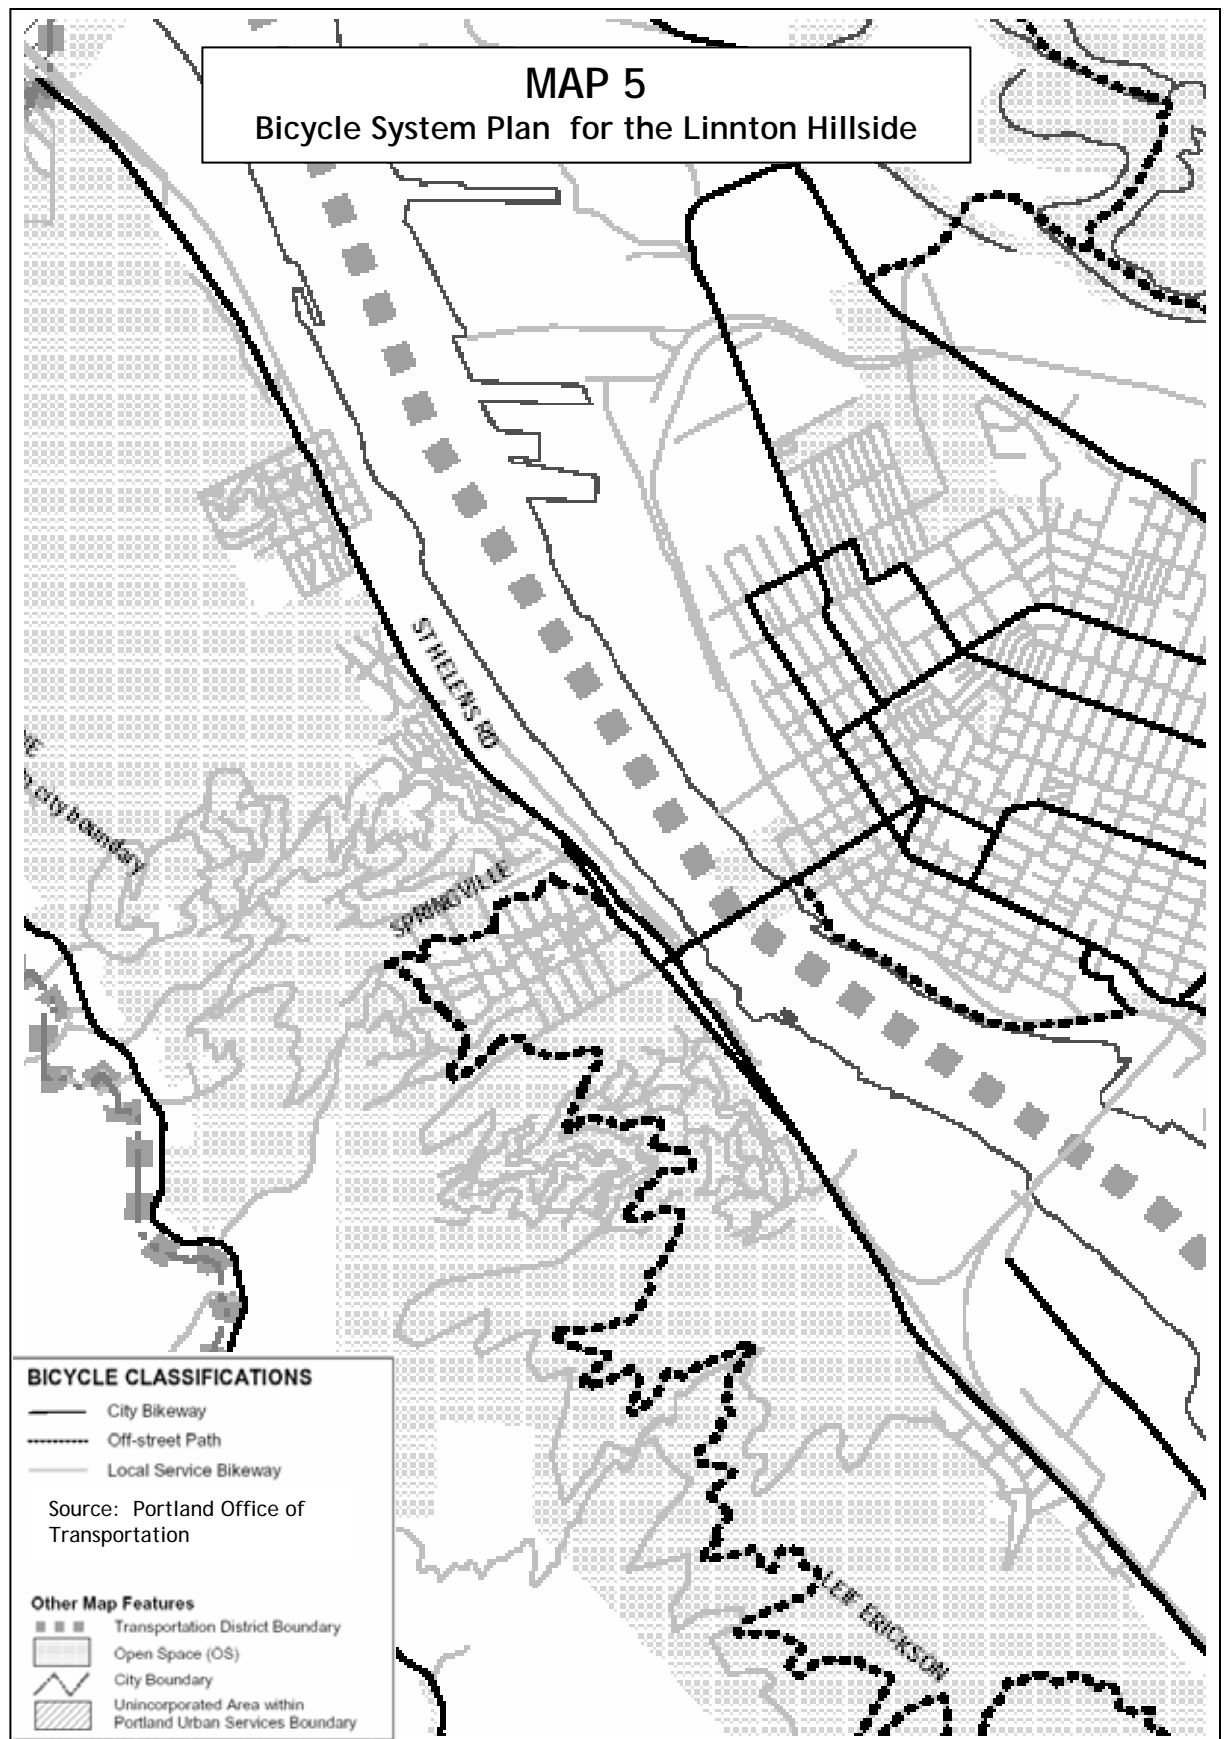 MAP 5
Bicycle System Plan for the Linnton Hillside
ST HELENS RD
city boundary
SPRINGVILLE
LEIF ERICKSON
BICYCLE CLASSIFICATIONS
City Bikeway
Off-street Path
Local Service Bikeway
Source: Portland Office of
Transportation
Other Map Features
Transportation District Boundary
Open Space (OS)
City Boundary
Unincorporated Area within
Portland Urban Services Boundary